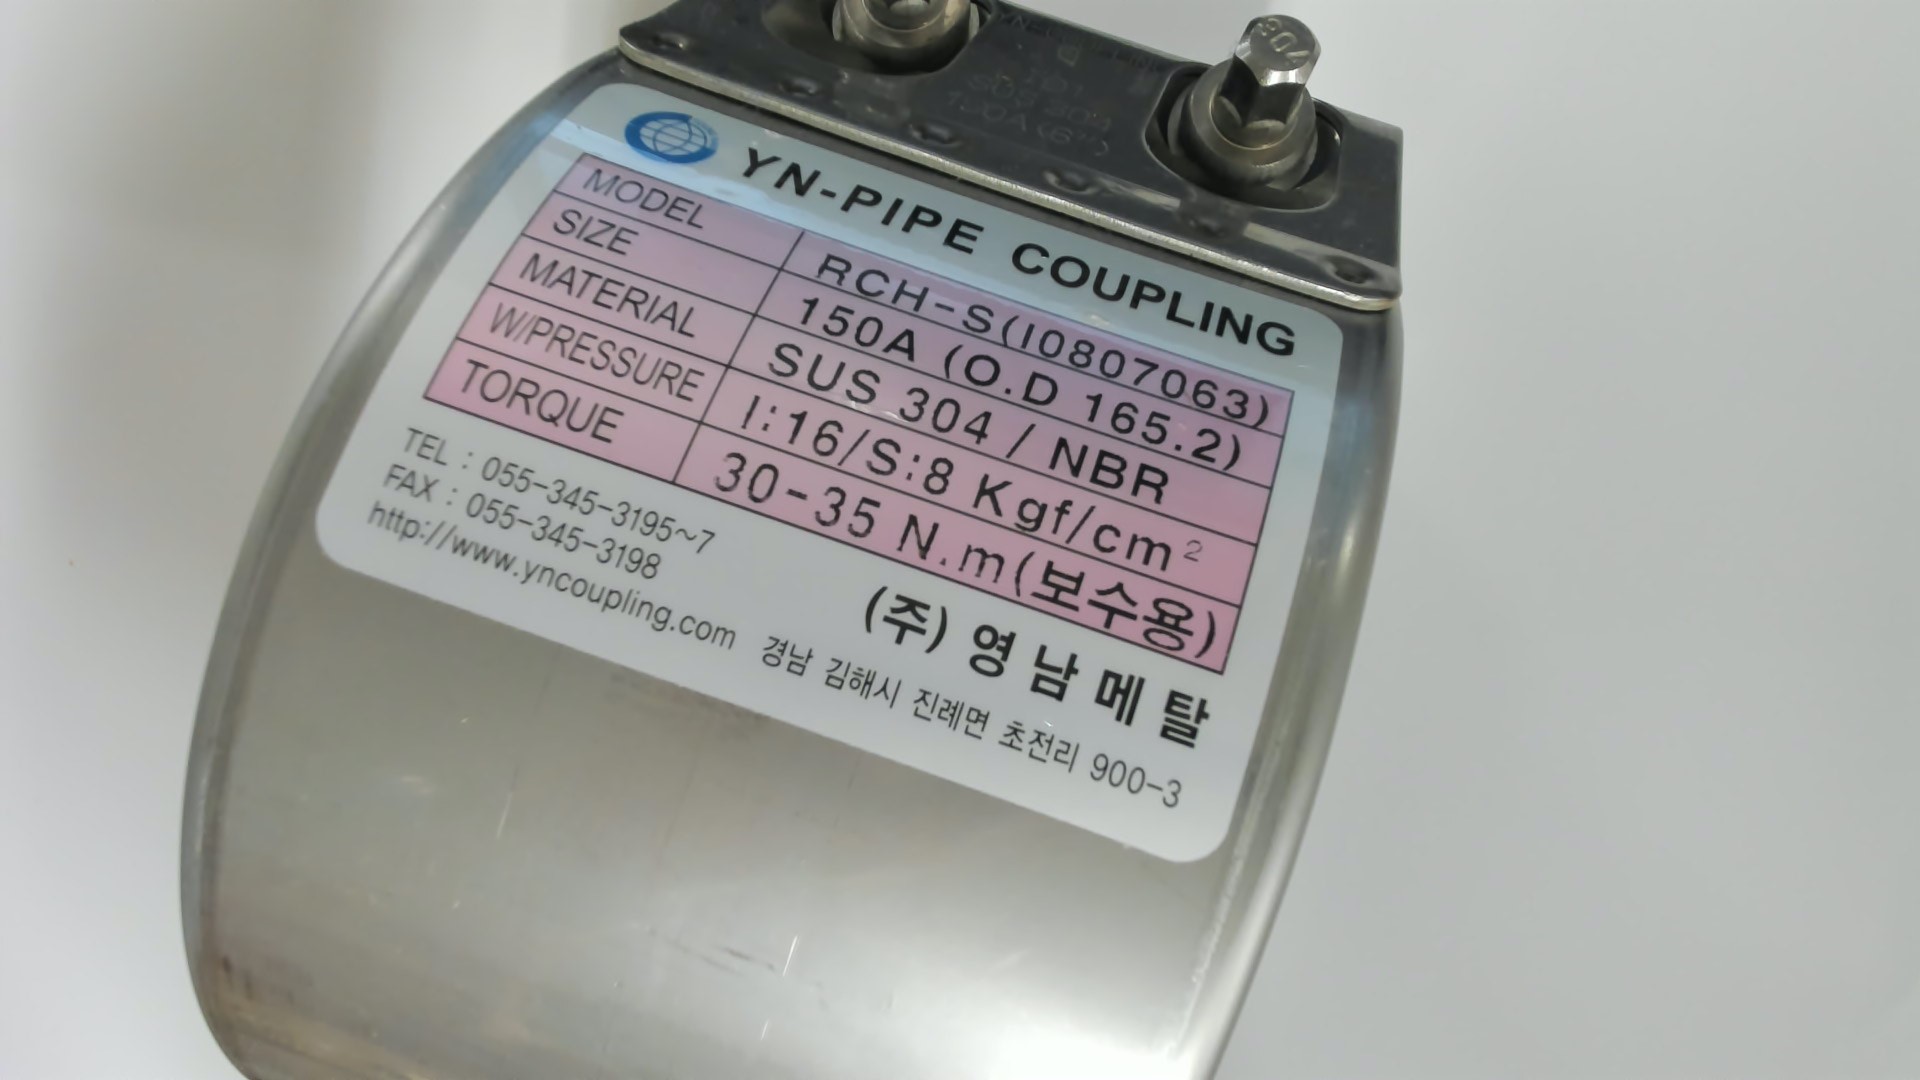 YN-PIPE COUPLING
MODEL RCH-S(I0807063)
SIZE 150A (O.D 165.2)
MATERIAL SUS 304 / NBR
W/PRESSURE I:16/S:8 Kgf/cm²
TORQUE 30-35 N.m(보수용)
TEL : 055-345-3195~7
FAX : 055-345-3198
http://www.yncoupling.com
(주) 영남메탈
경남 김해시 진례면 초전리 900-3